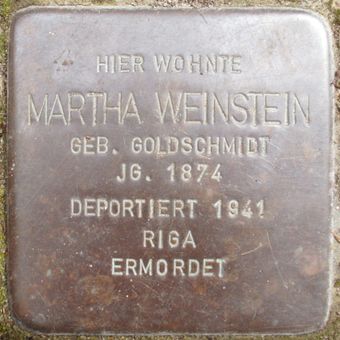 HIER WOHNTE
MARTHA WEINSTEIN
GEB. GOLDSCHMIDT
JG. 1874
DEPORTIERT 1941
RIGA
ERMORDET